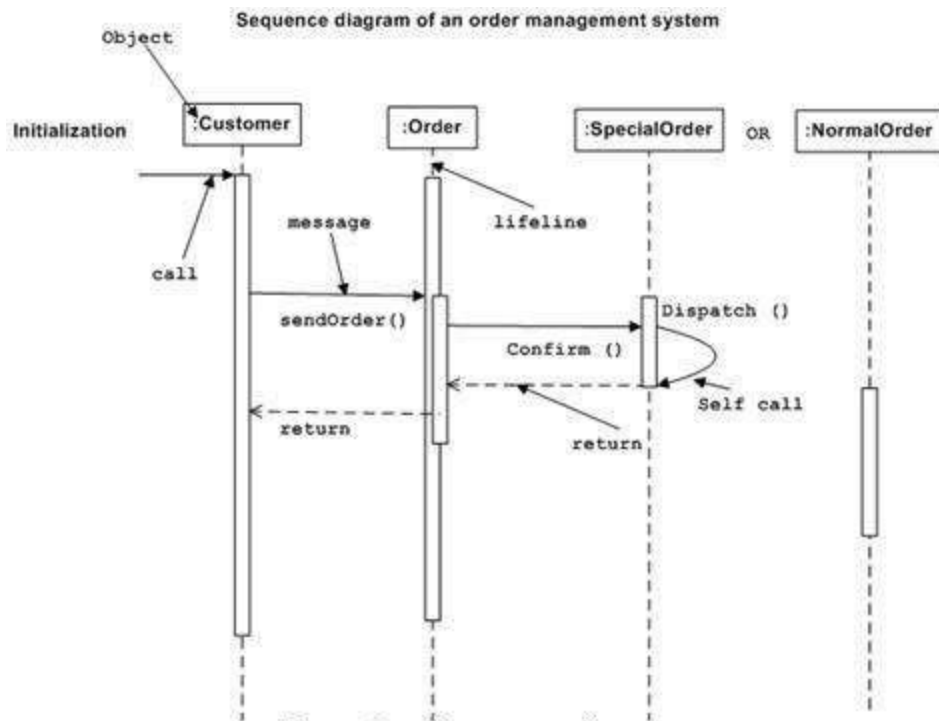 Sequence diagram of an order management system
Object
Initialization
:Customer
:Order
:SpecialOrder
OR
:NormalOrder
lifeline
message
call
sendOrder()
Dispatch ()
Confirm ()
Self call
return
return